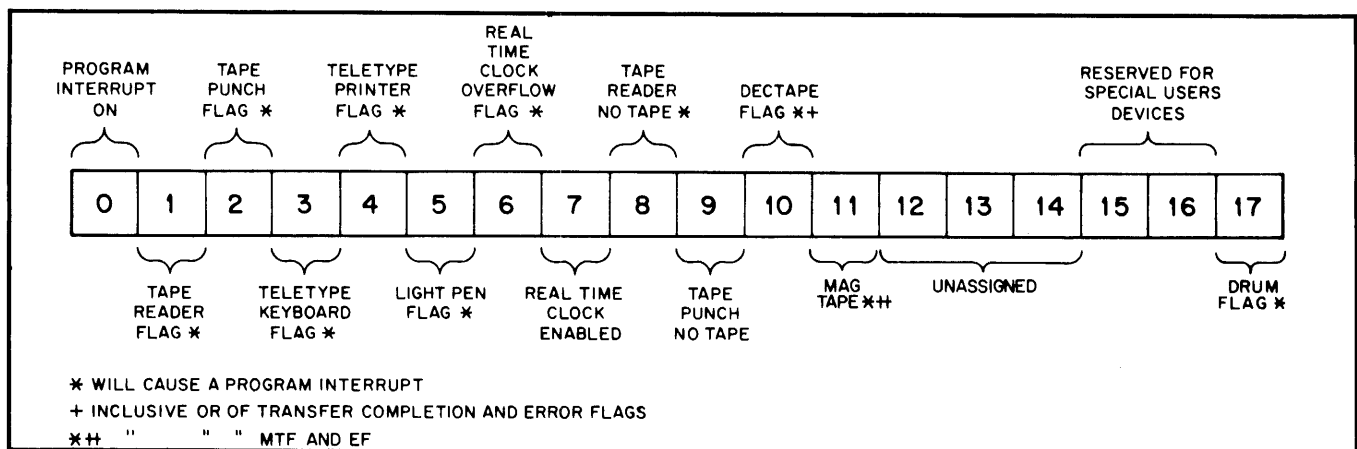 PROGRAM
INTERRUPT
ON
TAPE
PUNCH
FLAG *
TELETYPE
PRINTER
FLAG *
REAL
TIME
CLOCK
OVERFLOW
FLAG *
TAPE
READER
NO TAPE *
DECTAPE
FLAG *+
RESERVED FOR
SPECIAL USERS
DEVICES
0 1 2 3 4 5 6 7 8 9 10 11 12 13 14 15 16 17
TAPE
READER
FLAG *
TELETYPE
KEYBOARD
FLAG *
LIGHT PEN
FLAG *
REAL TIME
CLOCK
ENABLED
TAPE
PUNCH
NO TAPE
MAG
TAPE *++
UNASSIGNED
DRUM
FLAG *
* WILL CAUSE A PROGRAM INTERRUPT
+ INCLUSIVE OR OF TRANSFER COMPLETION AND ERROR FLAGS
*++ " " " MTF AND EF